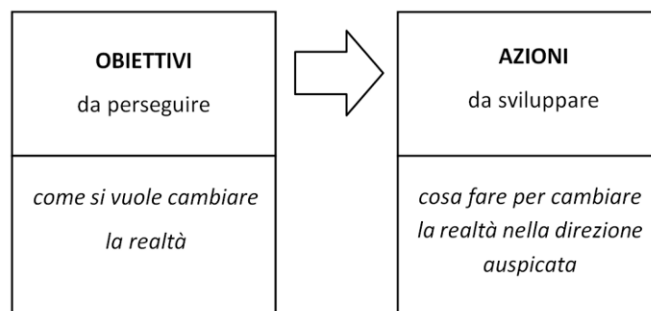 OBIETTIVI
da perseguire
come si vuole cambiare
la realtà
AZIONI
da sviluppare
cosa fare per cambiare
la realtà nella direzione
auspicata